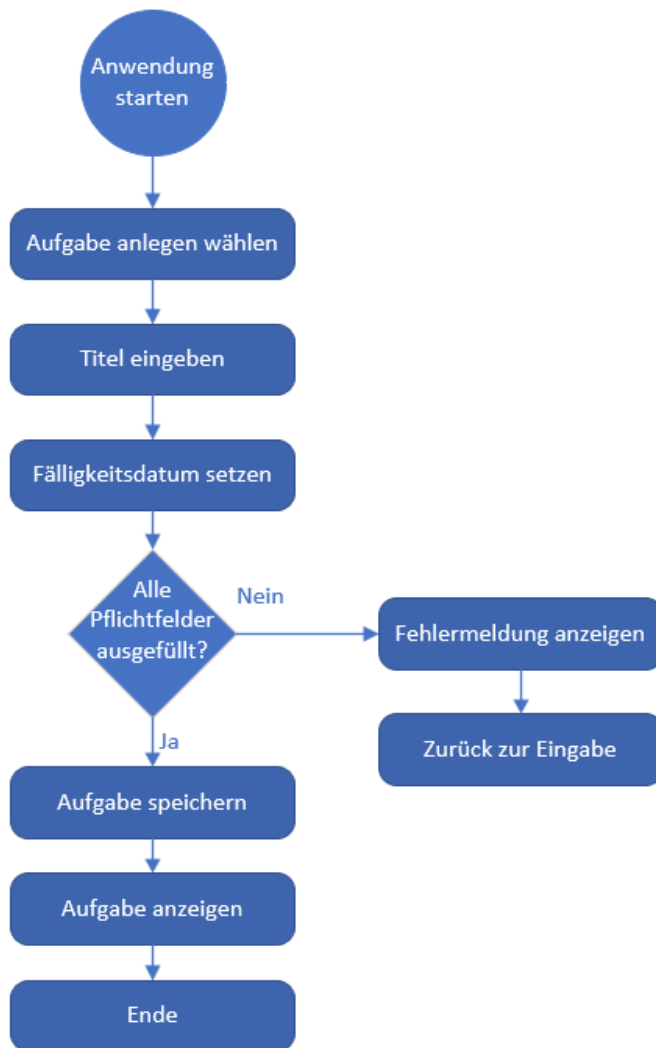 Anwendung
starten
Aufgabe anlegen wählen
Titel eingeben
Fälligkeitsdatum setzen
Alle
Pflichtfelder
ausgefüllt?
Nein
Fehlermeldung anzeigen
Zurück zur Eingabe
Ja
Aufgabe speichern
Aufgabe anzeigen
Ende